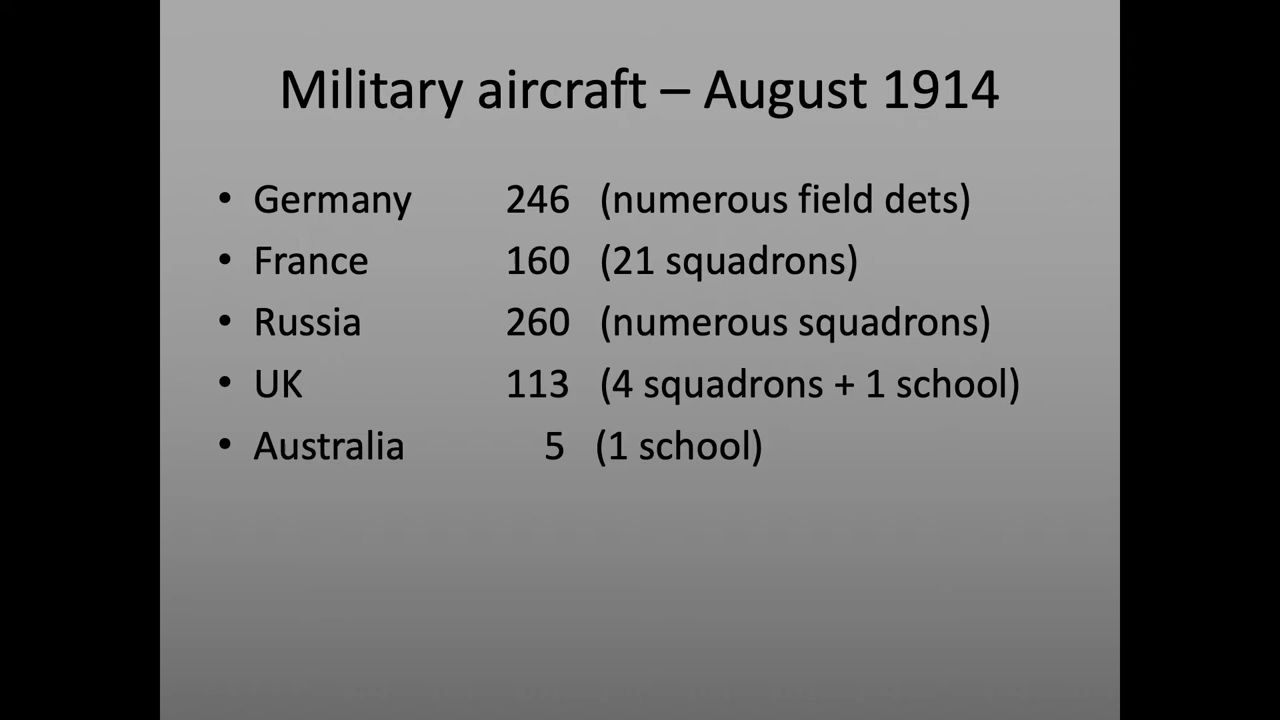 Military aircraft – August 1914
• Germany 246 (numerous field dets)
• France 160 (21 squadrons)
• Russia 260 (numerous squadrons)
• UK 113 (4 squadrons + 1 school)
• Australia 5 (1 school)